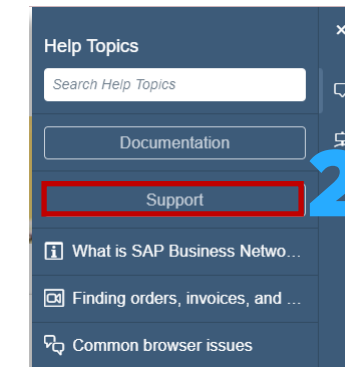 Help Topics
Search Help Topics
Documentation
Support
2
What is SAP Business Netwo...
Finding orders, invoices, and ...
Common browser issues